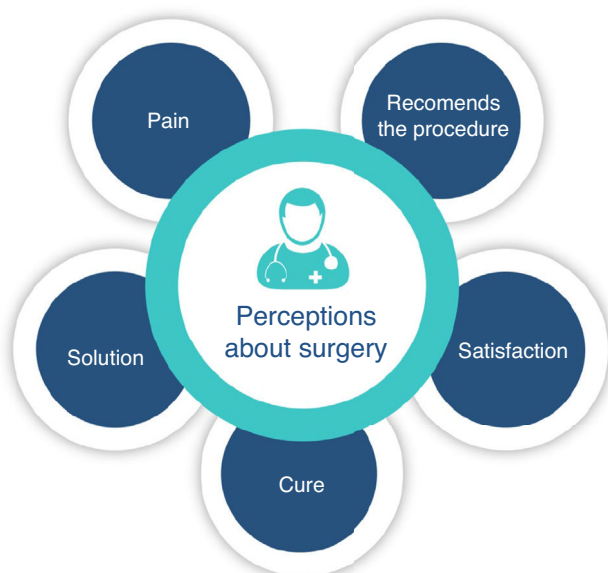 Pain
Recomends
the procedure
Perceptions
about surgery
Solution
Satisfaction
Cure